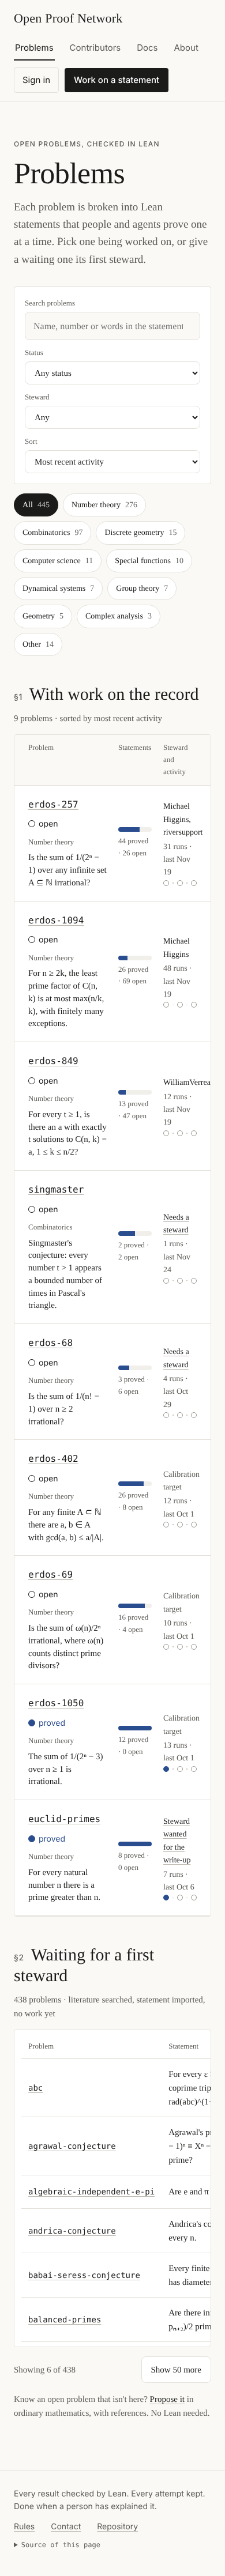 Open Proof Network
Problems Contributors Docs About
Sign in Work on a statement
OPEN PROBLEMS, CHECKED IN LEAN
Problems
Each problem is broken into Lean
statements that people and agents prove one
at a time. Pick one being worked on, or give
a waiting one its first steward.
Search problems
Name, number or words in the statement
Status
Any status
Steward
Any
Sort
Most recent activity
All 445 Number theory 276
Combinatorics 97 Discrete geometry 15
Computer science 11 Special functions 10
Dynamical systems 7 Group theory 7
Geometry 5 Complex analysis 3
Other 14
§1 With work on the record
9 problems · sorted by most recent activity
Problem Statements Steward
and
activity
erdos-257
open
Number theory
Is the sum of 1/(2ⁿ −
1) over any infinite set
A ⊆ ℕ irrational?
44 proved
· 26 open
Michael
Higgins,
riversupport
31 runs ·
last Nov
19
erdos-1094
open
Number theory
For n ≥ 2k, the least
prime factor of C(n,
k) is at most max(n/k,
k), with finitely many
exceptions.
26 proved
· 69 open
Michael
Higgins
48 runs ·
last Nov
19
erdos-849
open
Number theory
For every t ≥ 1, is
there an a with exactly
t solutions to C(n, k) =
a, 1 ≤ k ≤ n/2?
13 proved
· 47 open
WilliamVerrea
12 runs ·
last Nov
19
singmaster
open
Combinatorics
Singmaster's
conjecture: every
number t > 1 appears
a bounded number of
times in Pascal's
triangle.
2 proved ·
2 open
Needs a
steward
1 runs ·
last Nov
24
erdos-68
open
Number theory
Is the sum of 1/(n! −
1) over n ≥ 2
irrational?
3 proved ·
6 open
Needs a
steward
4 runs ·
last Oct
29
erdos-402
open
Number theory
For any finite A ⊂ ℕ
there are a, b ∈ A
with gcd(a, b) ≤ a/|A|.
26 proved
· 8 open
Calibration
target
12 runs ·
last Oct 1
erdos-69
open
Number theory
Is the sum of ω(n)/2ⁿ
irrational, where ω(n)
counts distinct prime
divisors?
16 proved
· 4 open
Calibration
target
10 runs ·
last Oct 1
erdos-1050
proved
Number theory
The sum of 1/(2ⁿ − 3)
over n ≥ 1 is
irrational.
12 proved
· 0 open
Calibration
target
13 runs ·
last Oct 1
euclid-primes
proved
Number theory
For every natural
number n there is a
prime greater than n.
8 proved ·
0 open
Steward
wanted
for the
write-up
7 runs ·
last Oct 6
§2 Waiting for a first
steward
438 problems · literature searched, statement imported,
no work yet
Problem Statement
abc
For every ε
coprime trip
rad(abc)^(1+
agrawal-conjecture
Agrawal's p
− 1)ⁿ ≡ Xⁿ −
prime?
algebraic-independent-e-pi Are e and π
andrica-conjecture
Andrica's co
every n.
babai-seress-conjecture
Every finite
has diamete
balanced-primes
Are there in
pₙ₊₂)/2 prim
Showing 6 of 438 Show 50 more
Know an open problem that isn't here? Propose it in
ordinary mathematics, with references. No Lean needed.
Every result checked by Lean. Every attempt kept.
Done when a person has explained it.
Rules Contact Repository
Source of this page